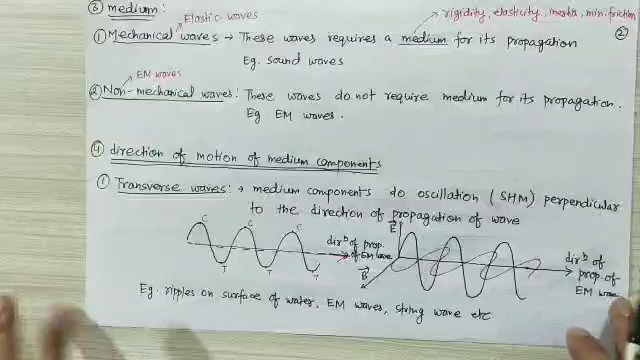 ③ medium:
Elastic waves
rigidity, elasticity, inertia, min. friction
②
① Mechanical waves → These waves requires a medium for its propagation
Eg. sound waves
EM waves
② Non-mechanical waves: These waves do not require medium for its propagation.
Eg. EM waves.
④ direction of motion of medium components
① Transverse waves: → medium components do oscillation (SHM) perpendicular
to the direction of propagation of wave
C C C
T T T
dirⁿ of prop.
of EM wave
E
B
dirⁿ of
prop. of
EM wave
Eg. ripples on surface of water, EM waves, string wave etc